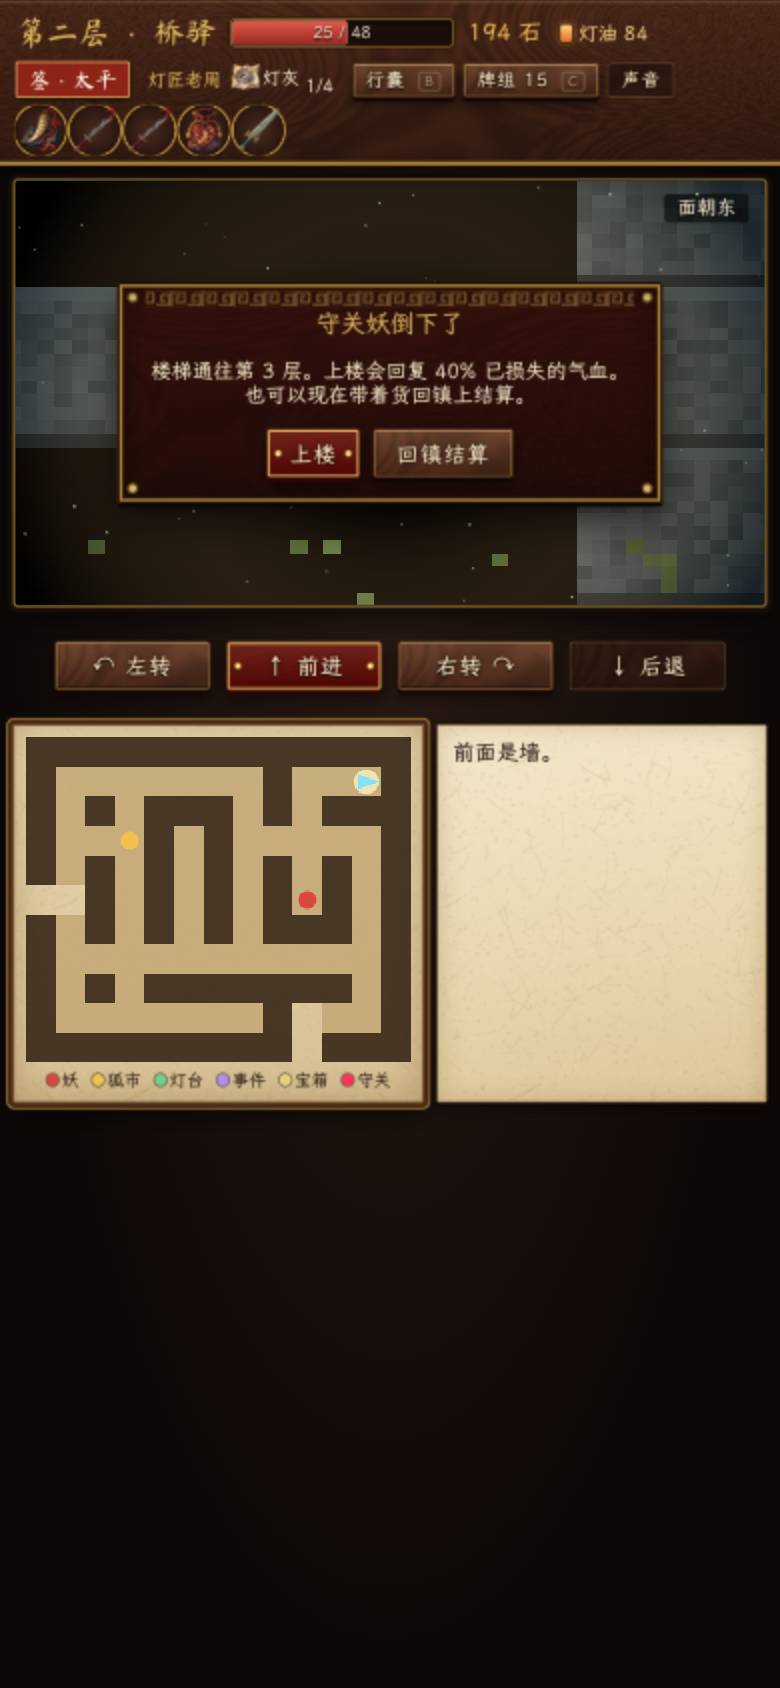 第二层 · 桥驿 25 / 48 194 石 灯油 84
签 · 太平 灯匠老周 灯灰 1/4 行囊 B 牌组 15 C 声音
面朝东
守关妖倒下了
楼梯通往第 3 层。上楼会回复 40% 已损失的气血。
也可以现在带着货回镇上结算。
上楼 回镇结算
↶ 左转 ↑ 前进 右转 ↷ ↓ 后退
前面是墙。
妖 狐市 灯台 事件 宝箱 守关